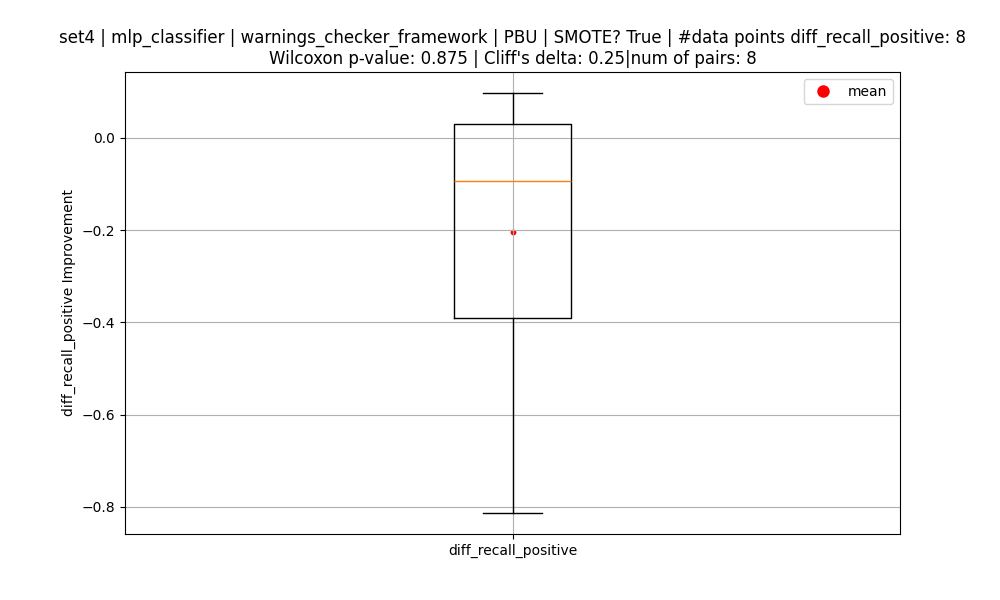 set4 | mlp_classifier | warnings_checker_framework | PBU | SMOTE? True | #data points diff_recall_positive: 8
Wilcoxon p-value: 0.875 | Cliff's delta: 0.25|num of pairs: 8
mean
0.0
−0.2
−0.4
−0.6
−0.8
diff_recall_positive Improvement
diff_recall_positive